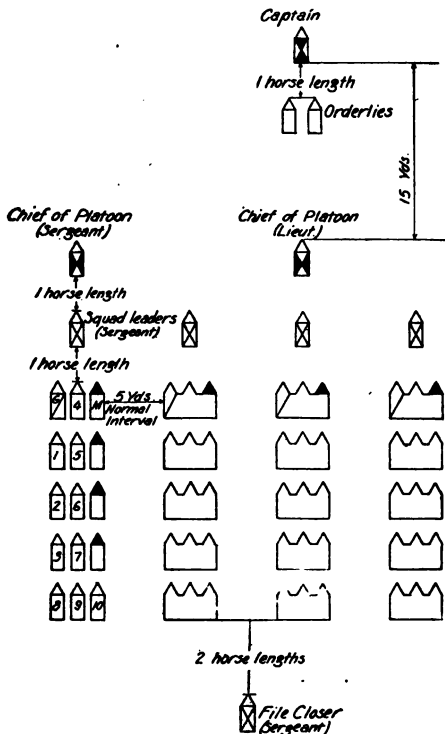 Captain
1 horse length
Orderlies
15 Yds.
Chief of Platoon
(Sergeant)
Chief of Platoon
(Lieut.)
1 horse length
Squad leaders
(Sergeant)
1 horse length
4 M
5 Yds
Normal
Interval
1 5
2 6
3 7
8 9 10
2 horse lengths
File Closer
(Sergeant)